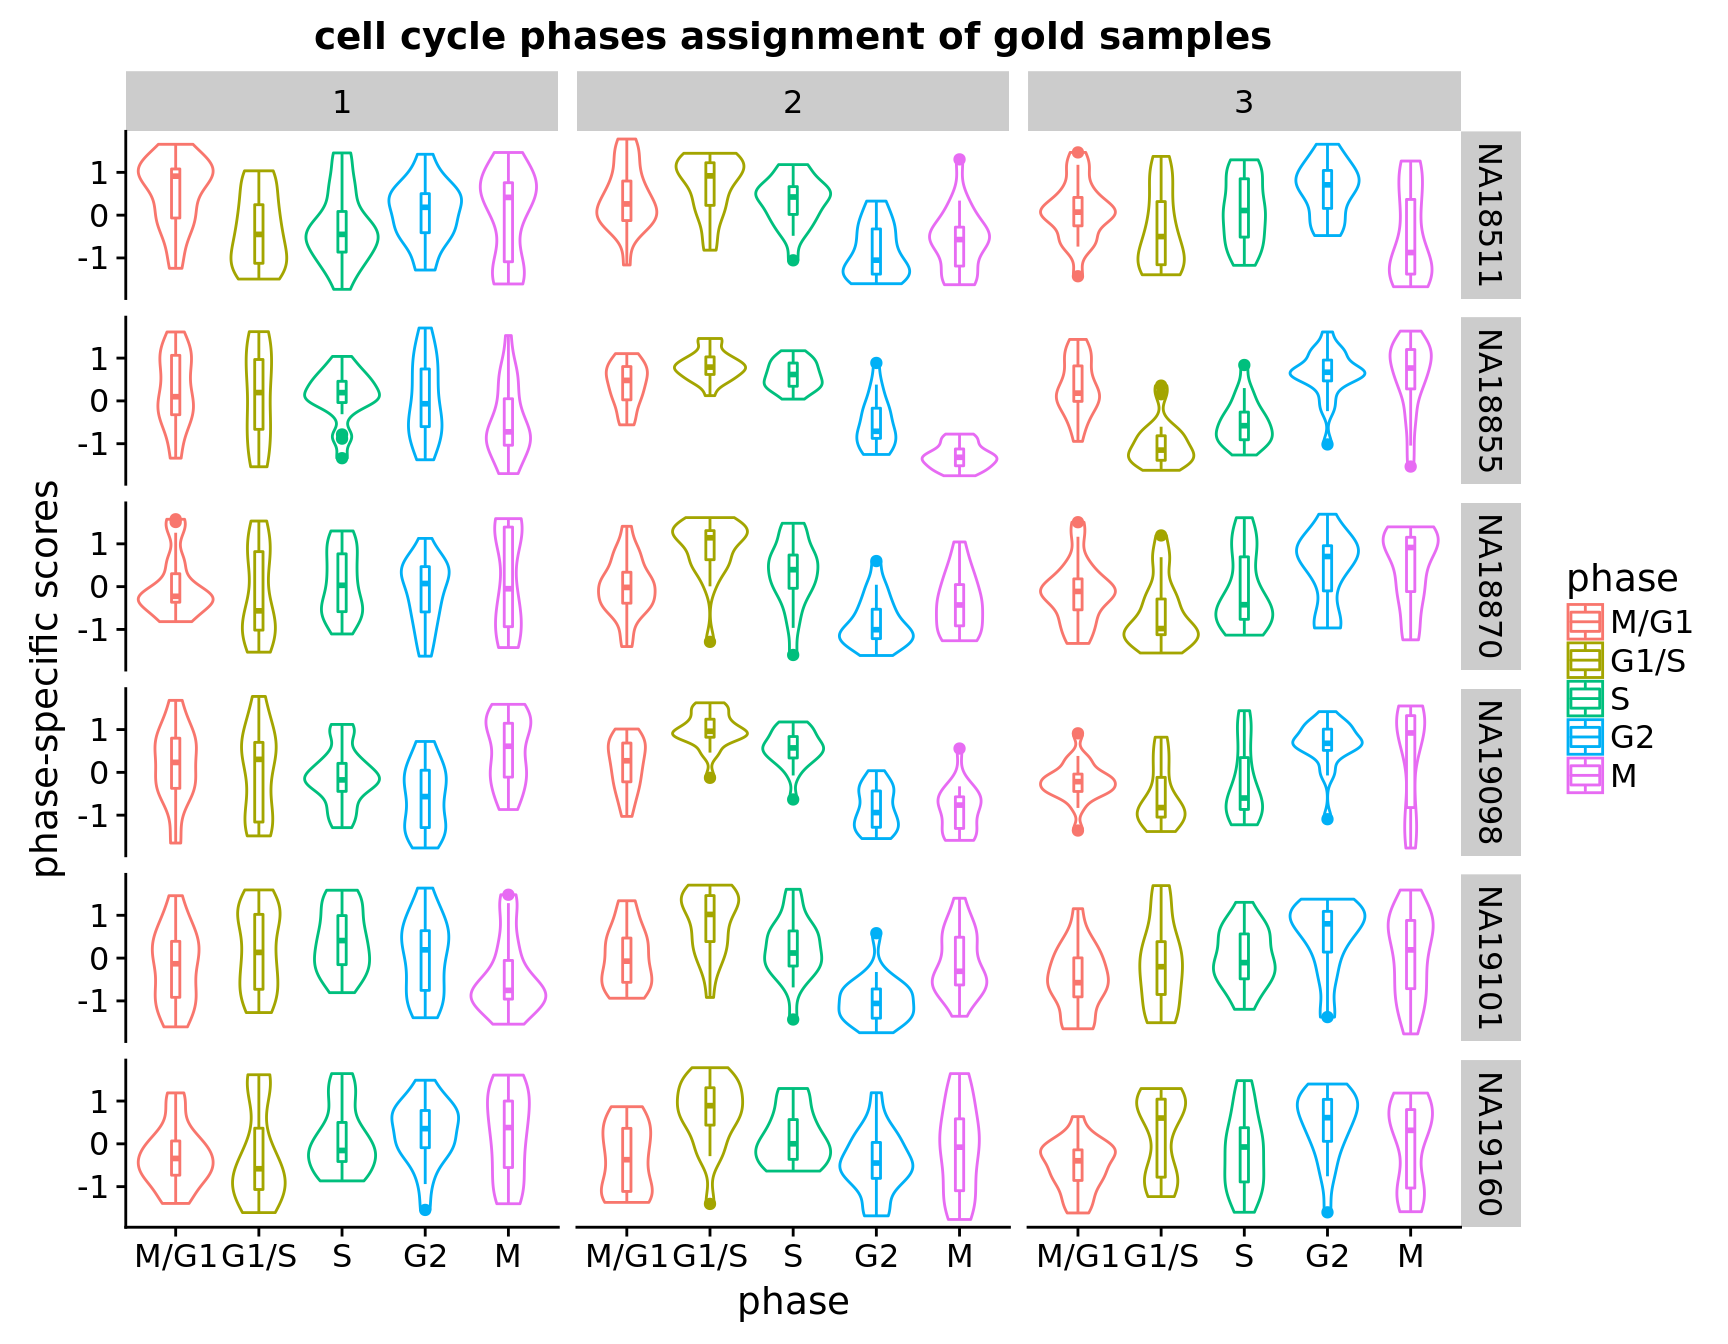 cell cycle phases assignment of gold samples
1 2 3
phase-specific scores
1
0
-1
NA18511
1
0
-1
NA18855
1
0
-1
NA18870
1
0
-1
NA19098
1
0
-1
NA19101
1
0
-1
NA19160
M/G1 G1/S S G2 M M/G1 G1/S S G2 M M/G1 G1/S S G2 M
phase
phase
M/G1
G1/S
S
G2
M